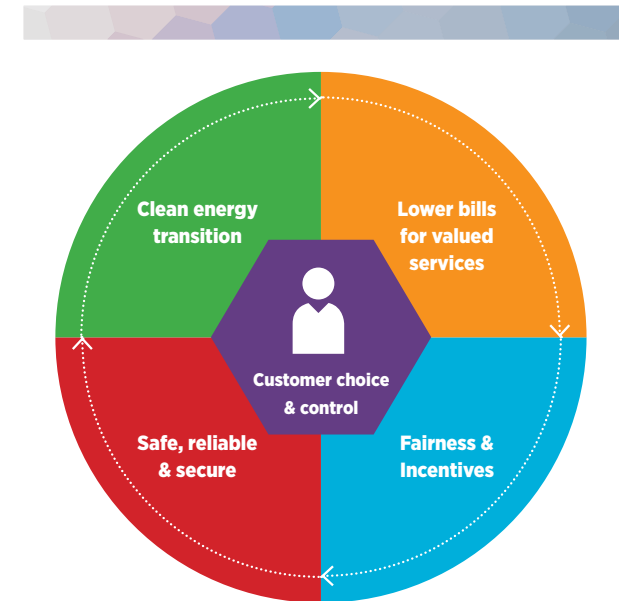 Clean energy
transition
Lower bills
for valued
services
Customer choice
& control
Safe, reliable
& secure
Fairness &
Incentives